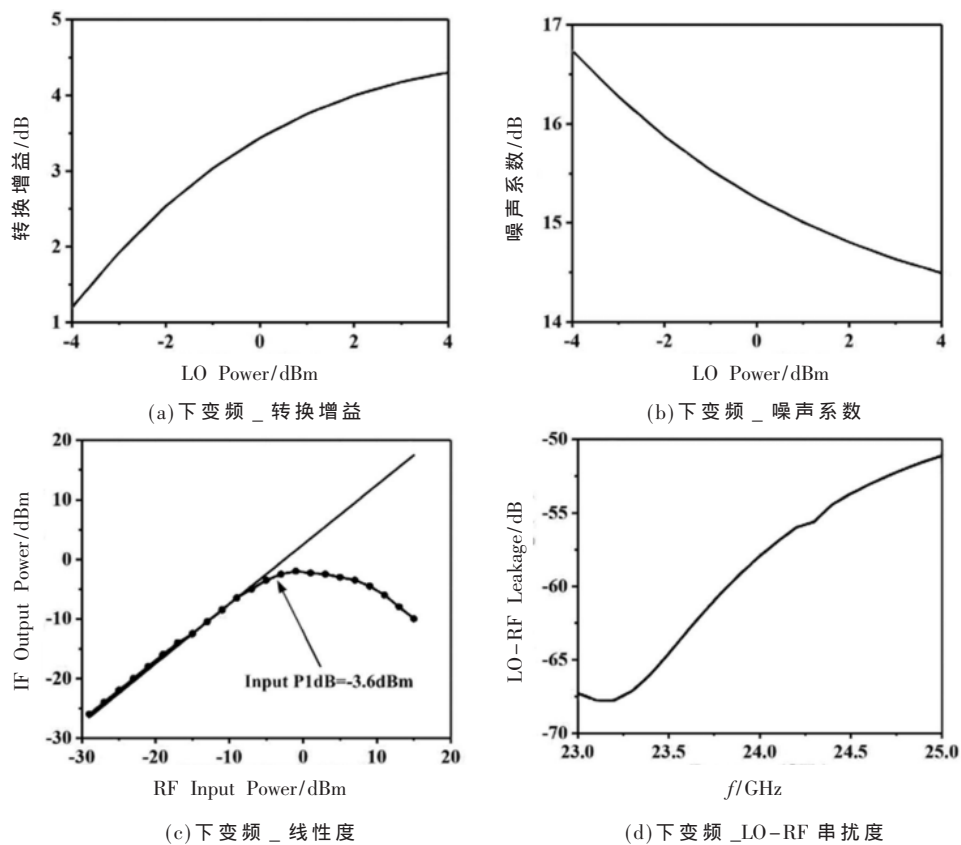 5
4
3
2
1
转换增益/dB
-4 -2 0 2 4
LO Power/dBm
(a)下变频_转换增益
17
16
15
14
噪声系数/dB
-4 -2 0 2 4
LO Power/dBm
(b)下变频_噪声系数
20
10
0
-10
-20
-30
IF Output Power/dBm
Input P1dB=-3.6dBm
-30 -20 -10 0 10 20
RF Input Power/dBm
(c)下变频_线性度
-50
-55
-60
-65
-70
LO-RF Leakage/dB
23.0 23.5 24.0 24.5 25.0
f/GHz
(d)下变频_LO-RF串扰度